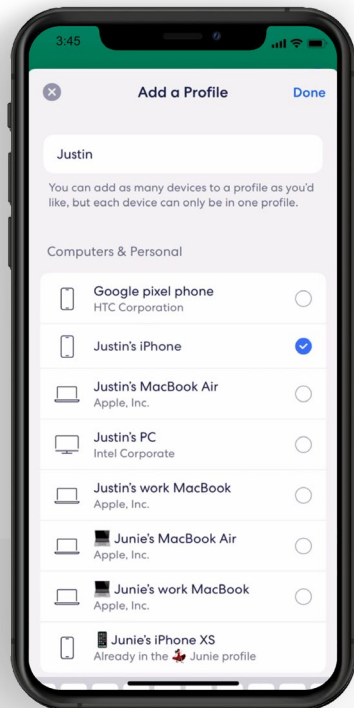 3:45
Add a Profile
Done
Justin
You can add as many devices to a profile as you'd
like, but each device can only be in one profile.
Computers & Personal
Google pixel phone
HTC Corporation
Justin's iPhone
Justin's MacBook Air
Apple, Inc.
Justin's PC
Intel Corporate
Justin's work MacBook
Apple, Inc.
💻 Junie's MacBook Air
Apple, Inc.
💻 Junie's work MacBook
Apple, Inc.
📱 Junie's iPhone XS
Already in the 💃 Junie profile